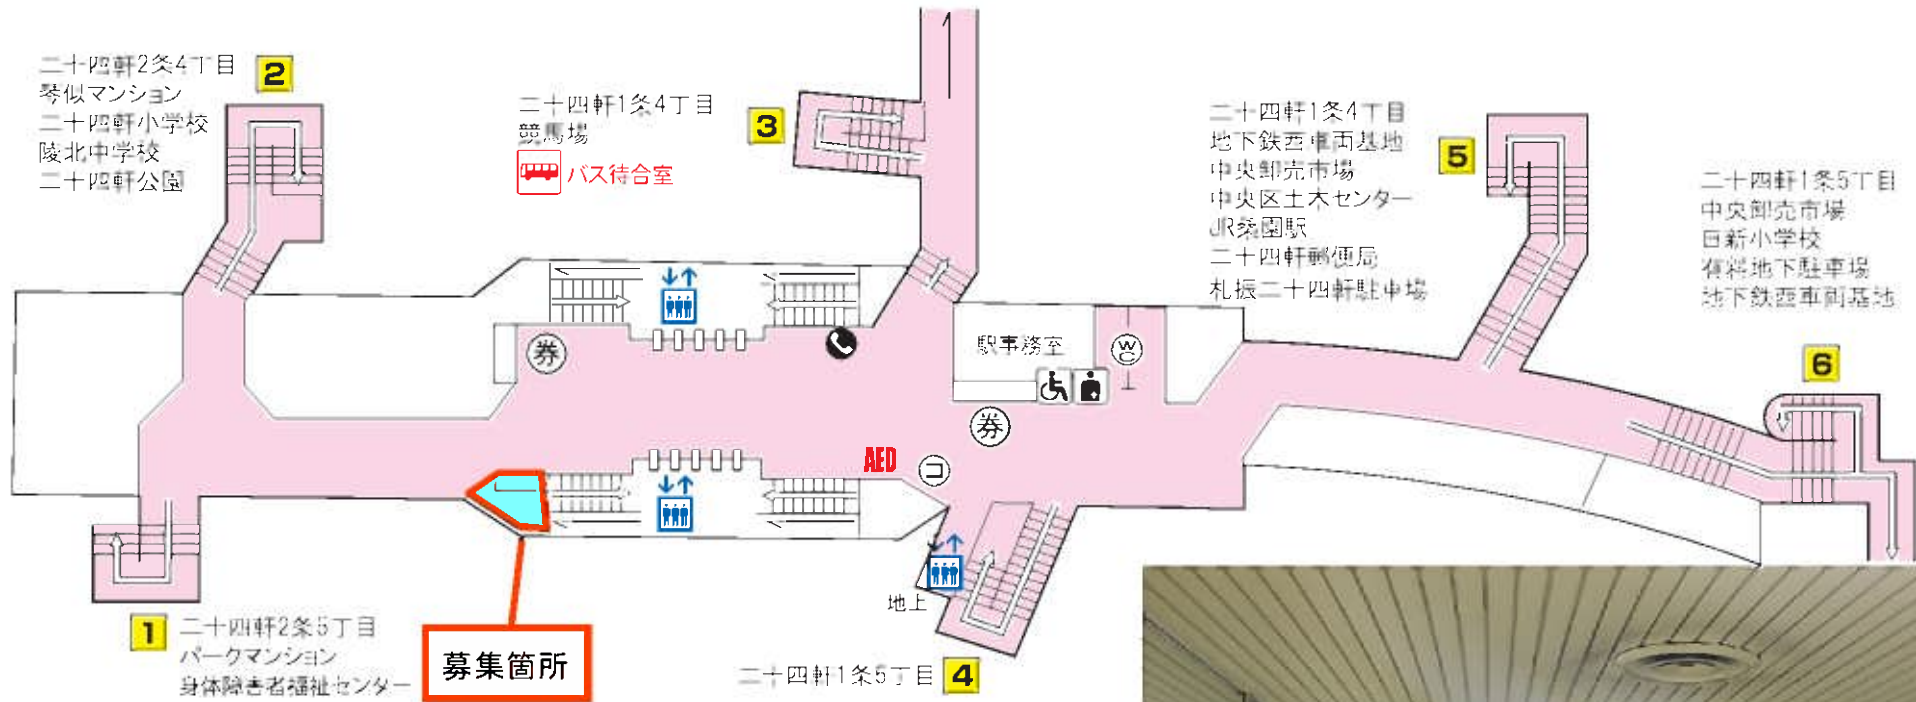 二十四軒2条4丁目
琴似マンション
二十四軒小学校
陵北中学校
二十四軒公園
2
二十四軒1条4丁目
競馬場
バス待合室
3
二十四軒1条4丁目
地下鉄西車両基地
中央卸売市場
中央区土木センター
JR桑園駅
二十四軒郵便局
札振二十四軒駐車場
5
二十四軒1条5丁目
中央卸売市場
日新小学校
有料地下駐車場
地下鉄西車両基地
6
券
駅事務室
WC
券
AED
コ
地上
1
二十四軒2条5丁目
パークマンション
身体障害者福祉センター
募集箇所
二十四軒1条5丁目
4